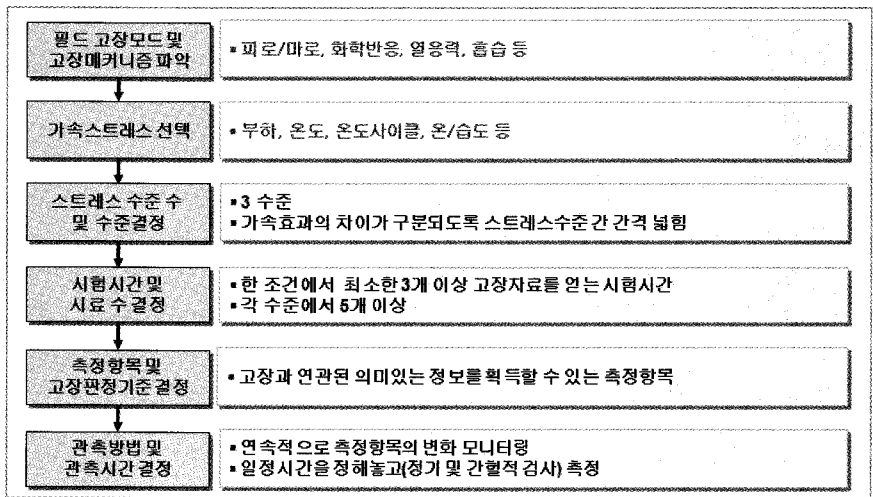 필드 고장모드 및
고장메커니즘 파악
▪ 피로/마로, 화학반응, 열응력, 흡습 등
가속스트레스 선택
▪ 부하, 온도, 온도사이클, 온/습도 등
스트레스 수준 수
및 수준결정
▪ 3 수준
▪ 가속효과의 차이가 구분되도록 스트레스수준 간 간격 넓힘
시험시간 및
시료 수 결정
▪ 한 조건에서 최소한 3개 이상 고장자료를 얻는 시험시간
▪ 각 수준에서 5개 이상
측정항목 및
고장판정기준 결정
▪ 고장과 연관된 의미있는 정보를 획득할 수 있는 측정항목
관측방법 및
관측시간 결정
▪ 연속적으로 측정항목의 변화 모니터링
▪ 일정시간을 정해놓고(정기 및 간헐적 검사) 측정